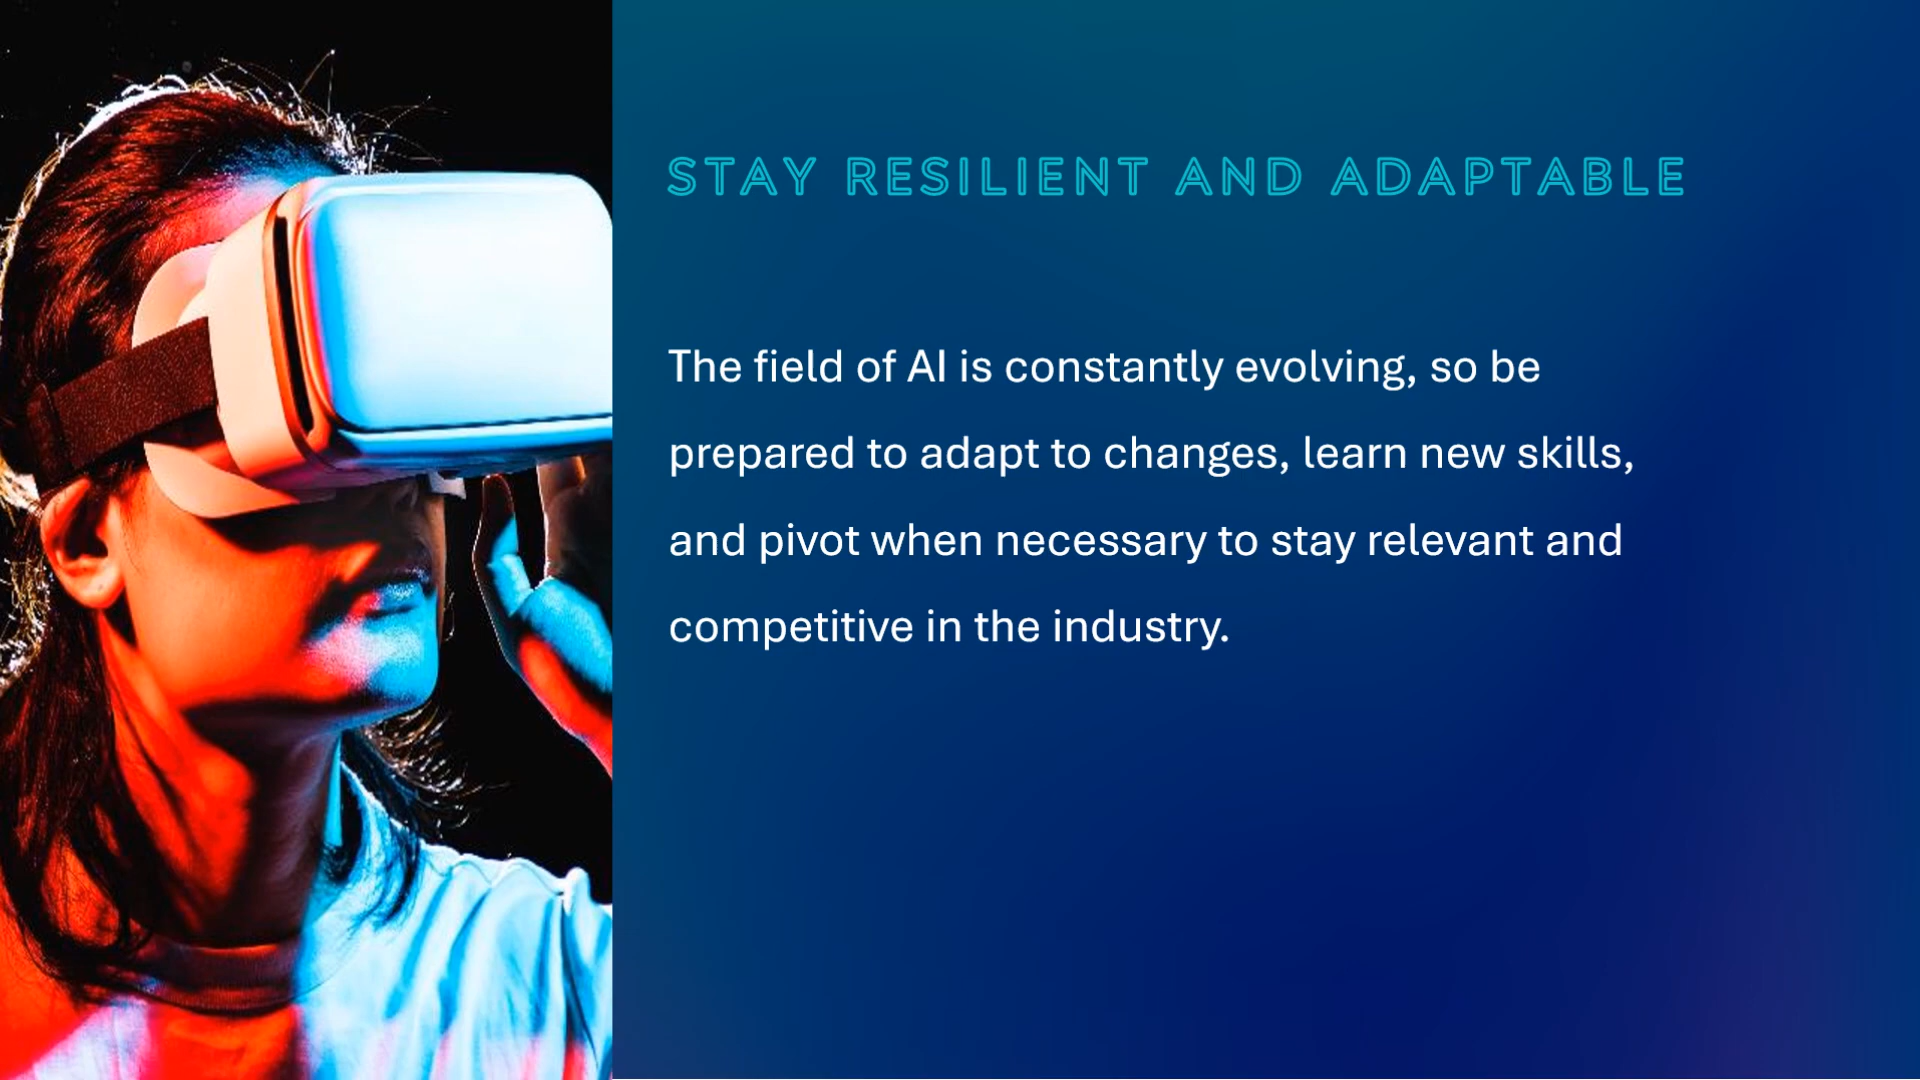 STAY RESILIENT AND ADAPTABLE
The field of AI is constantly evolving, so be
prepared to adapt to changes, learn new skills,
and pivot when necessary to stay relevant and
competitive in the industry.